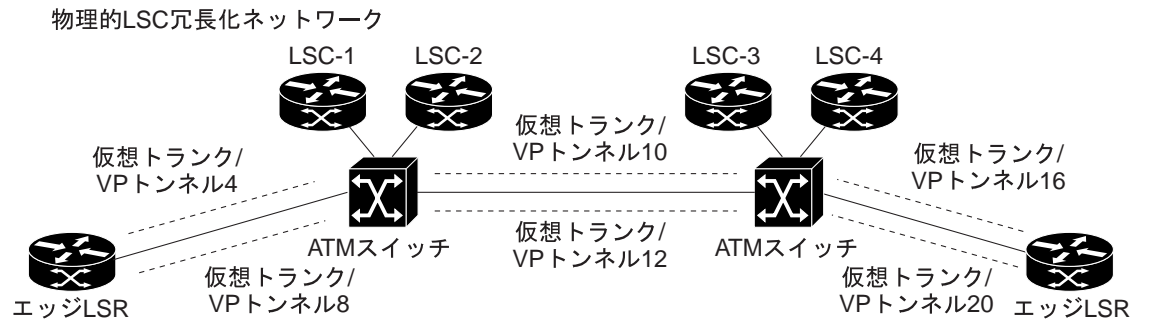 物理的LSC冗長化ネットワーク
LSC-1
LSC-2
LSC-3
LSC-4
仮想トランク/
VPトンネル4
仮想トランク/
VPトンネル10
仮想トランク/
VPトンネル16
ATMスイッチ
仮想トランク/
VPトンネル12
ATMスイッチ
エッジLSR
仮想トランク/
VPトンネル8
仮想トランク/
VPトンネル20
エッジLSR